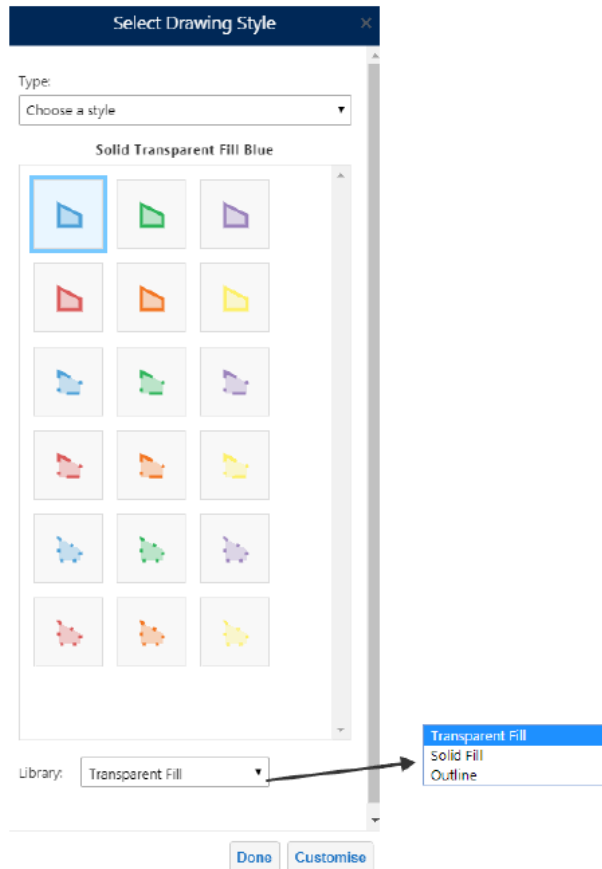 Select Drawing Style
Type:
Choose a style
Solid Transparent Fill Blue
Library:
Transparent Fill
Transparent Fill
Solid Fill
Outline
Done
Customise